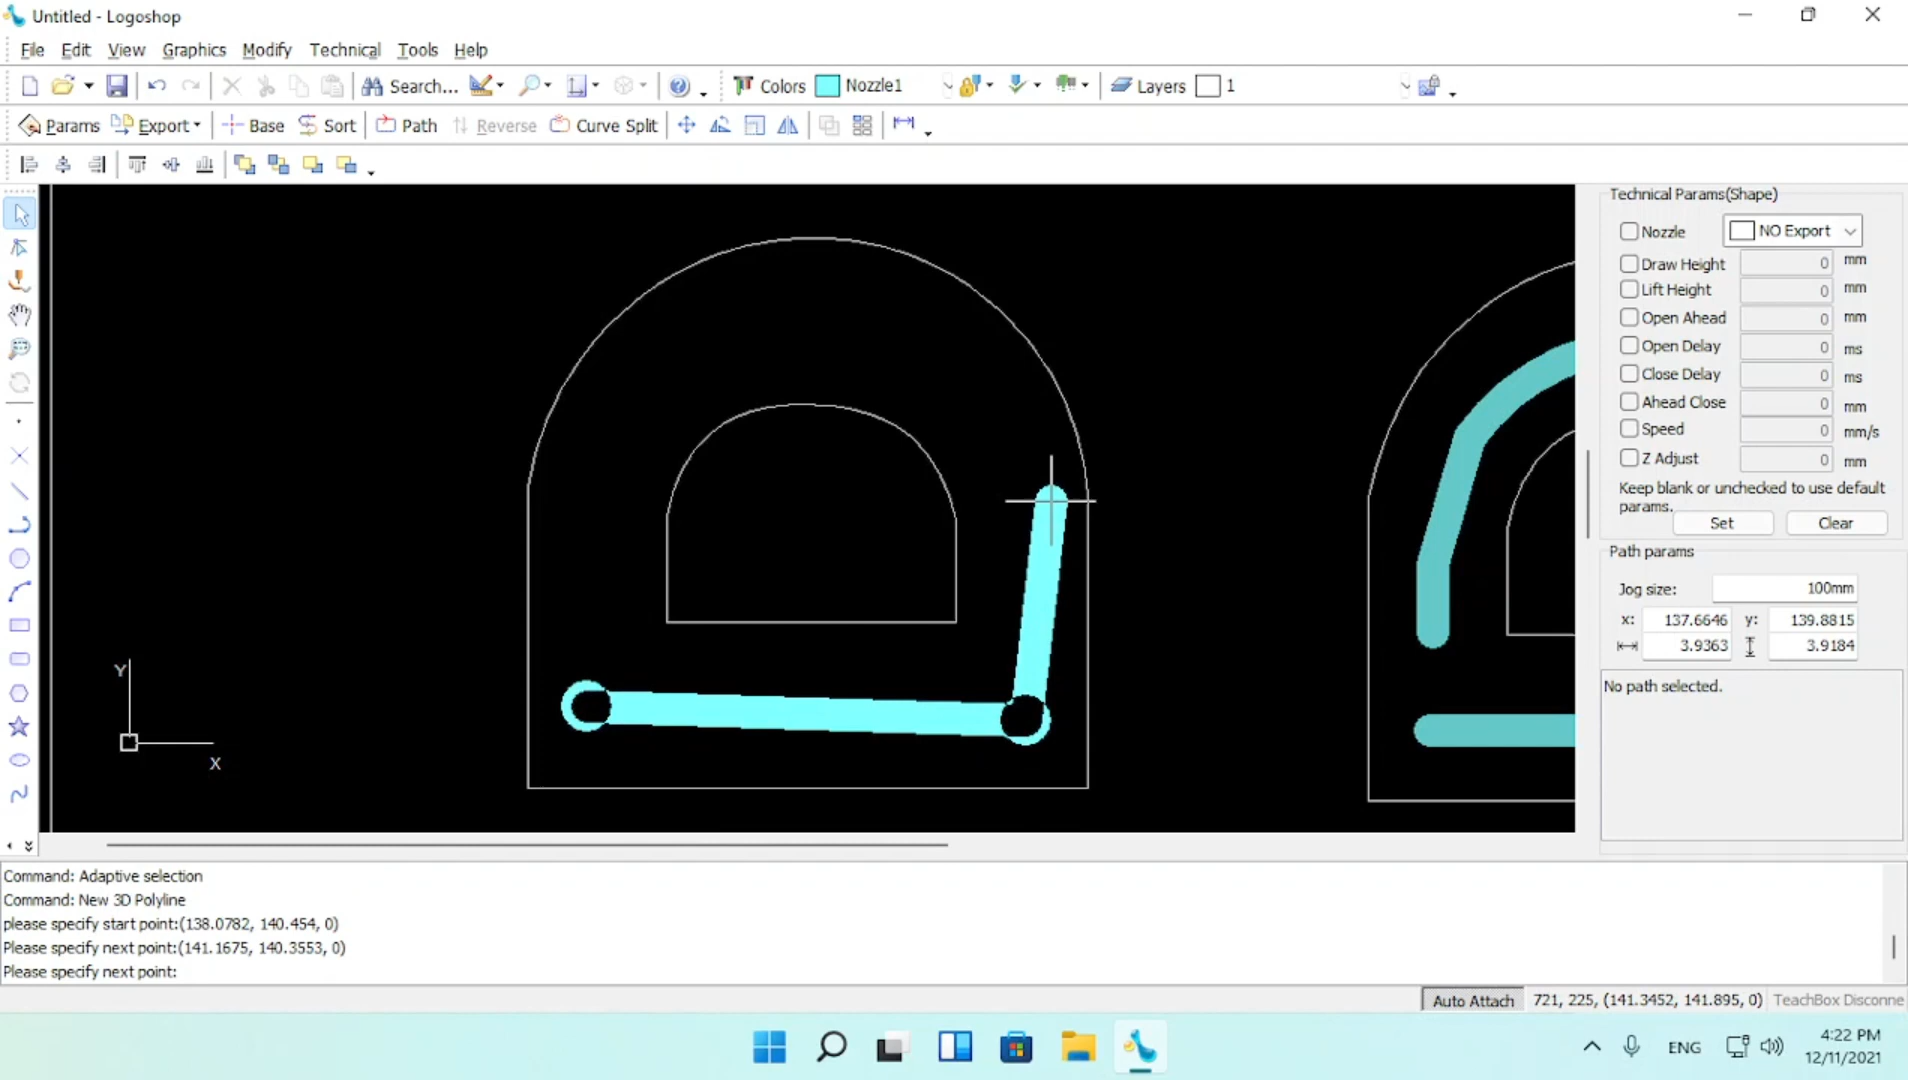 Untitled - Logoshop
File Edit View Graphics Modify Technical Tools Help
Search... Colors Nozzle1 Layers 1
Params Export Base Sort Path Reverse Curve Split
Technical Params(Shape)
Nozzle NO Export
Draw Height 0 mm
Lift Height 0 mm
Open Ahead 0 mm
Open Delay 0 ms
Close Delay 0 ms
Ahead Close 0 mm
Speed 0 mm/s
Z Adjust 0 mm
Keep blank or unchecked to use default
params.
Set Clear
Path params
Jog size: 100mm
x: 137.6646 y: 139.8815
3.9363 3.9184
No path selected.
Y
X
Command: Adaptive selection
Command: New 3D Polyline
please specify start point:(138.0782, 140.454, 0)
Please specify next point:(141.1675, 140.3553, 0)
Please specify next point:
Auto Attach 721, 225, (141.3452, 141.895, 0) TeachBox Disconne
ENG 4:22 PM
12/11/2021